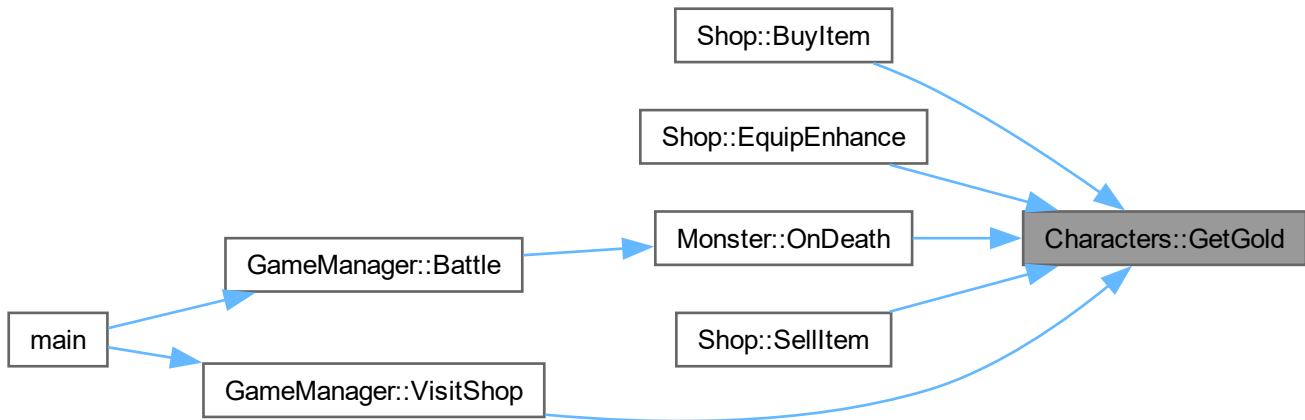 Shop::BuyItem
Shop::EquipEnhance
Monster::OnDeath
Characters::GetGold
GameManager::Battle
main
Shop::SellItem
GameManager::VisitShop